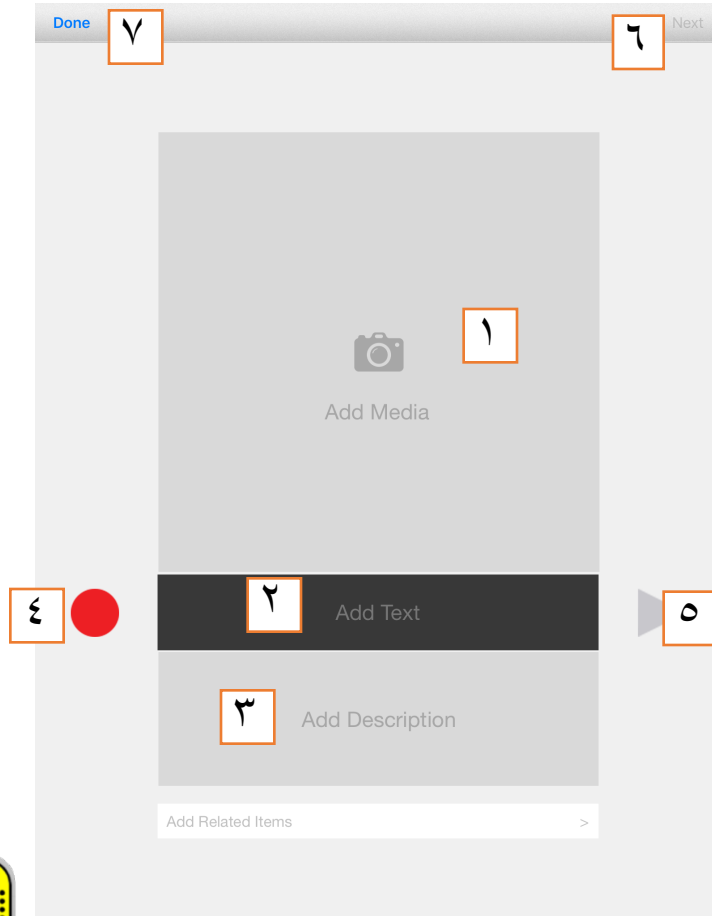 Done ٧ ٦ Next
١
Add Media
٤ ٢ Add Text ٥
٣ Add Description
Add Related Items >